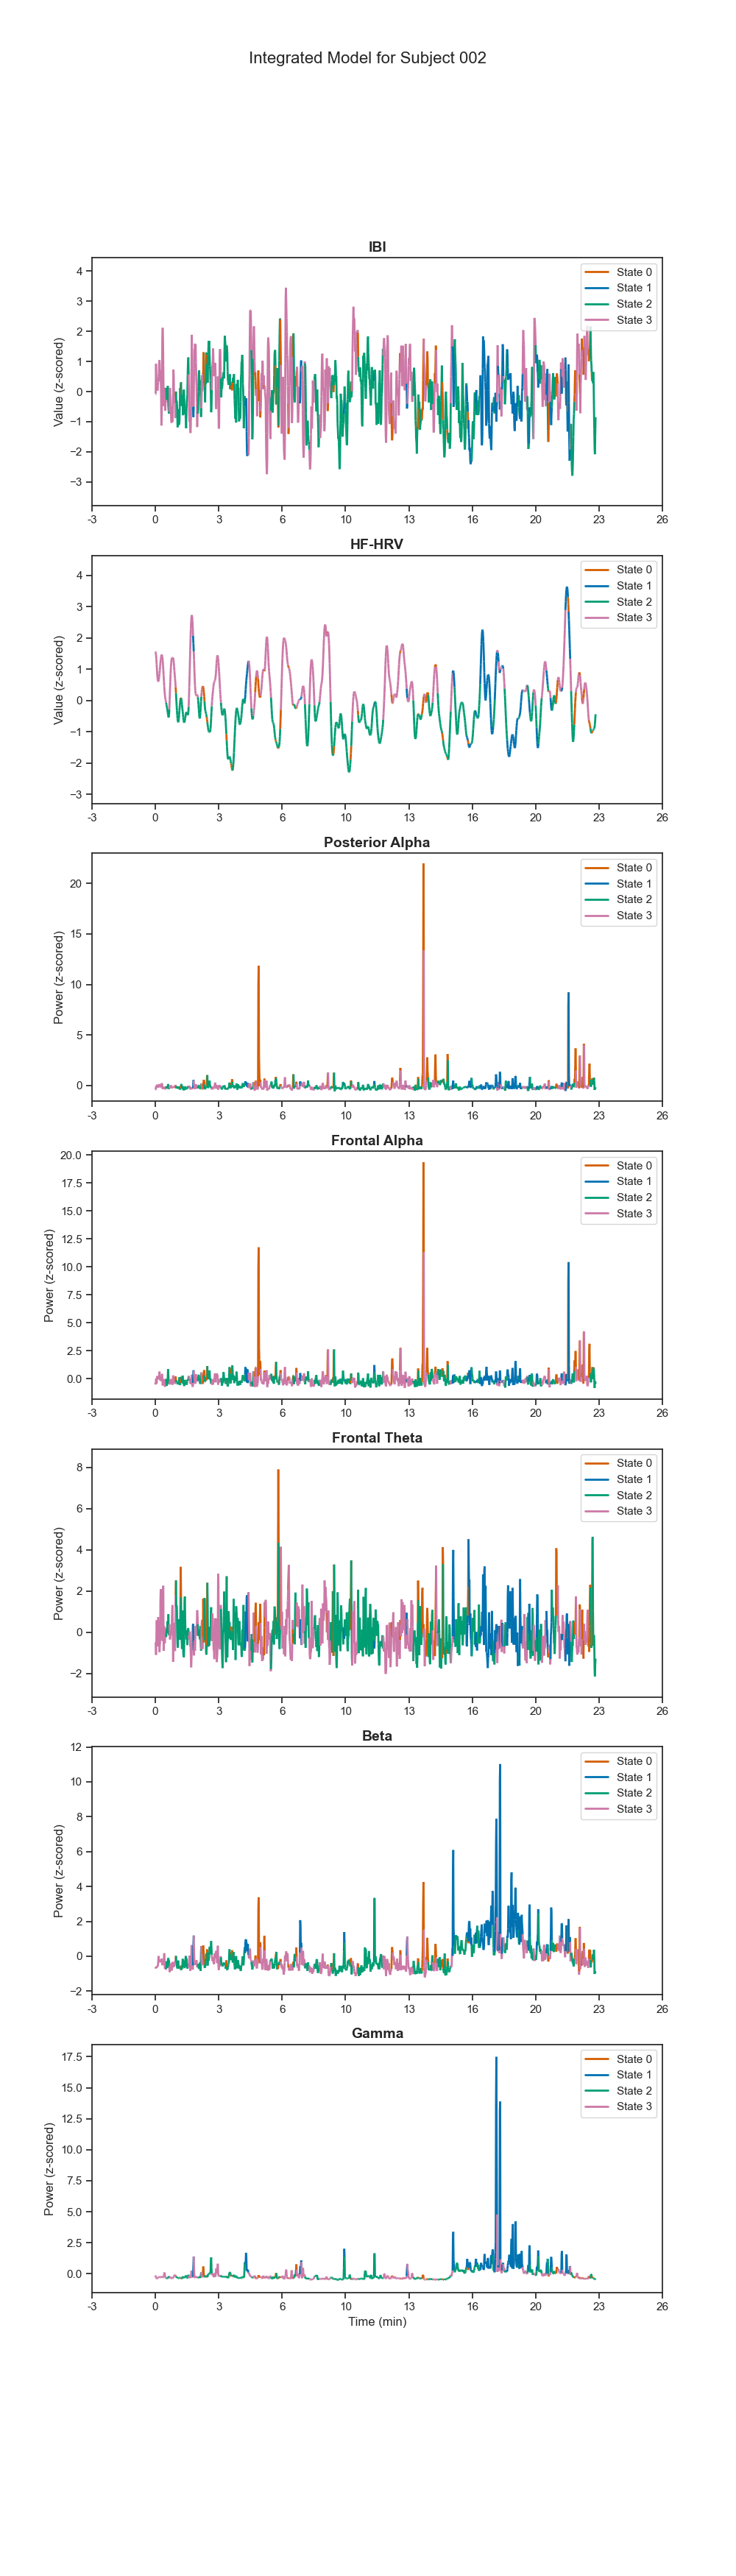 Integrated Model for Subject 002
IBI
Value (z-scored)
4
3
2
1
0
−1
−2
−3
State 0
State 1
State 2
State 3
-3 0 3 6 10 13 16 20 23 26
HF-HRV
Value (z-scored)
4
3
2
1
0
−1
−2
−3
State 0
State 1
State 2
State 3
-3 0 3 6 10 13 16 20 23 26
Posterior Alpha
Power (z-scored)
20
15
10
5
0
State 0
State 1
State 2
State 3
-3 0 3 6 10 13 16 20 23 26
Frontal Alpha
Power (z-scored)
20.0
17.5
15.0
12.5
10.0
7.5
5.0
2.5
0.0
State 0
State 1
State 2
State 3
-3 0 3 6 10 13 16 20 23 26
Frontal Theta
Power (z-scored)
8
6
4
2
0
−2
State 0
State 1
State 2
State 3
-3 0 3 6 10 13 16 20 23 26
Beta
Power (z-scored)
12
10
8
6
4
2
0
−2
State 0
State 1
State 2
State 3
-3 0 3 6 10 13 16 20 23 26
Gamma
Power (z-scored)
17.5
15.0
12.5
10.0
7.5
5.0
2.5
0.0
State 0
State 1
State 2
State 3
-3 0 3 6 10 13 16 20 23 26
Time (min)